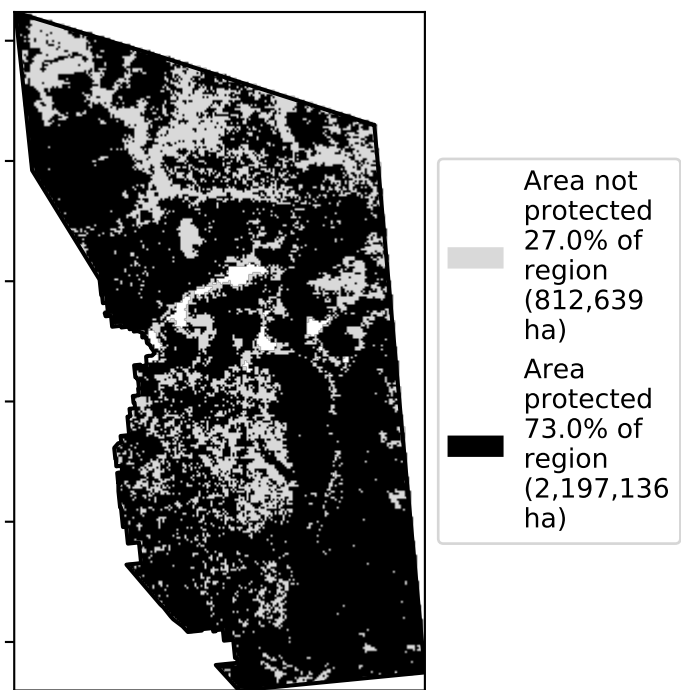 Area not
protected
27.0% of
region
(812,639
ha)
Area
protected
73.0% of
region
(2,197,136
ha)